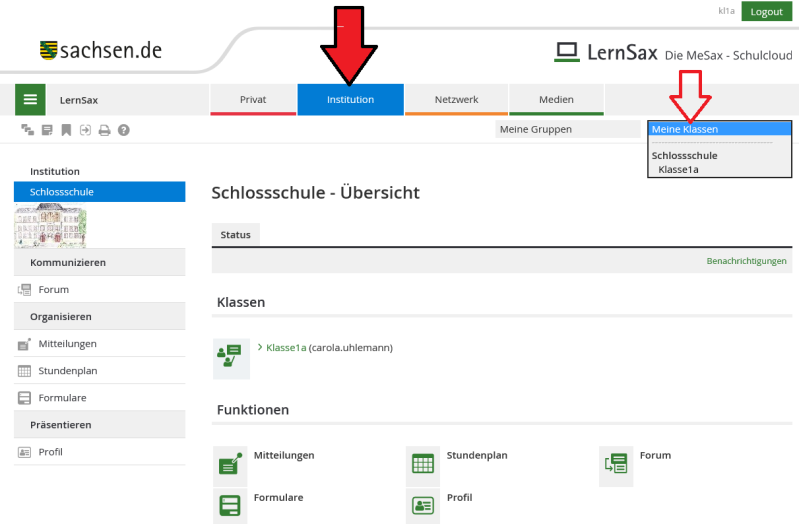 kl1a Logout
sachsen.de
LernSax Die MeSax - Schulcloud
LernSax Privat Institution Netzwerk Medien
Meine Gruppen Meine Klassen
Schlossschule
Klasse1a
Institution
Schlossschule
Schlossschule - Übersicht
Status
Benachrichtigungen
Kommunizieren
Forum
Organisieren
Mitteilungen
Stundenplan
Formulare
Präsentieren
Profil
Klassen
Klasse1a (carola.uhlemann)
Funktionen
Mitteilungen Stundenplan Forum
Formulare Profil